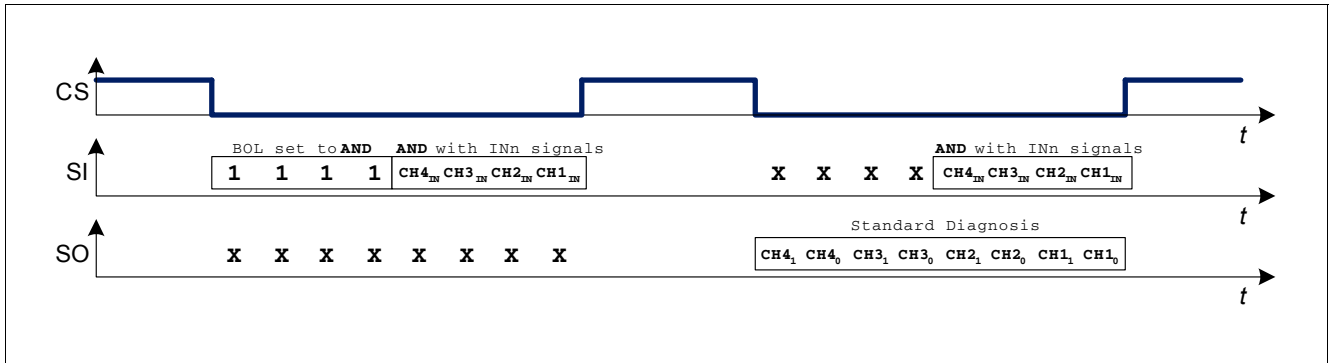 CS
t
BOL set to AND AND with INn signals AND with INn signals
SI 1 1 1 1 CH4IN CH3IN CH2IN CH1IN X X X X CH4IN CH3IN CH2IN CH1IN
t
Standard Diagnosis
SO X X X X X X X X CH41 CH40 CH31 CH30 CH21 CH20 CH11 CH10
t